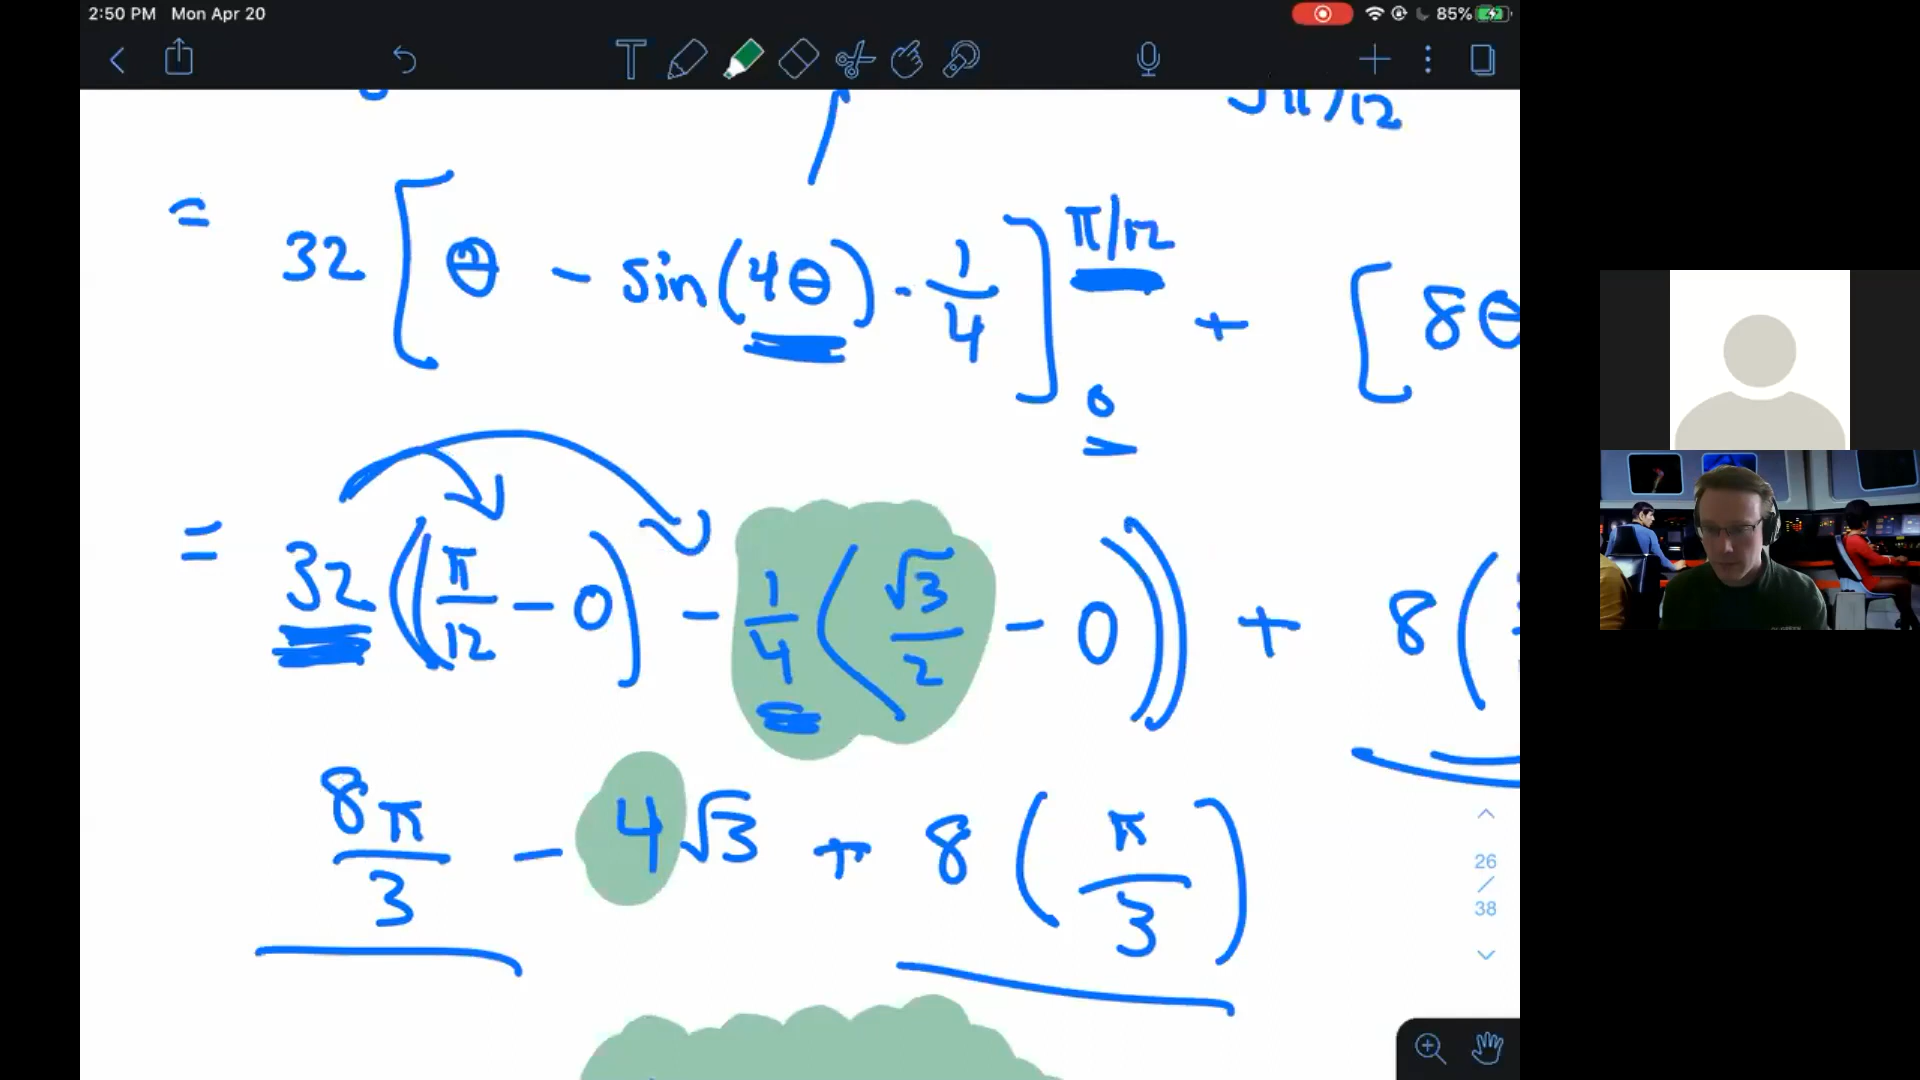 2:50 PM Mon Apr 20
85%
π/12
= 32 [ θ - sin(4θ) · 1/4 ] π/12 0 + [ 8θ
= 32 ( ( π/12 - 0 ) - 1/4 ( √3/2 - 0 ) ) + 8 (
8π/3 - 4√3 + 8 ( π/3 )
26
/
38